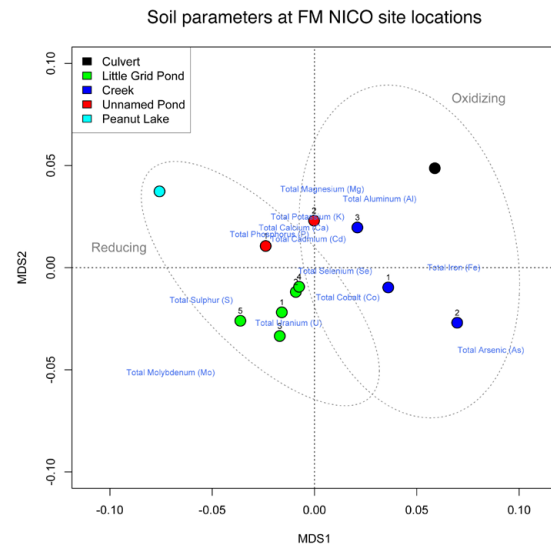 Soil parameters at FM NICO site locations
Culvert
Little Grid Pond
Creek
Unnamed Pond
Peanut Lake
Oxidizing
Reducing
Total Magnesium (Mg)
Total Aluminum (Al)
2
Total Potassium (K)
3
Total Calcium (Ca)
Total Phosphorus (P)
Total Cadmium (Cd)
Total Selenium (Se)
Total Iron (Fe)
4
1
Total Cobalt (Co)
Total Sulphur (S)
1
5
Total Uranium (U)
2
3
Total Arsenic (As)
Total Molybdenum (Mo)
0.10
0.05
0.00
-0.05
-0.10
MDS2
-0.10
-0.05
0.00
0.05
0.10
MDS1